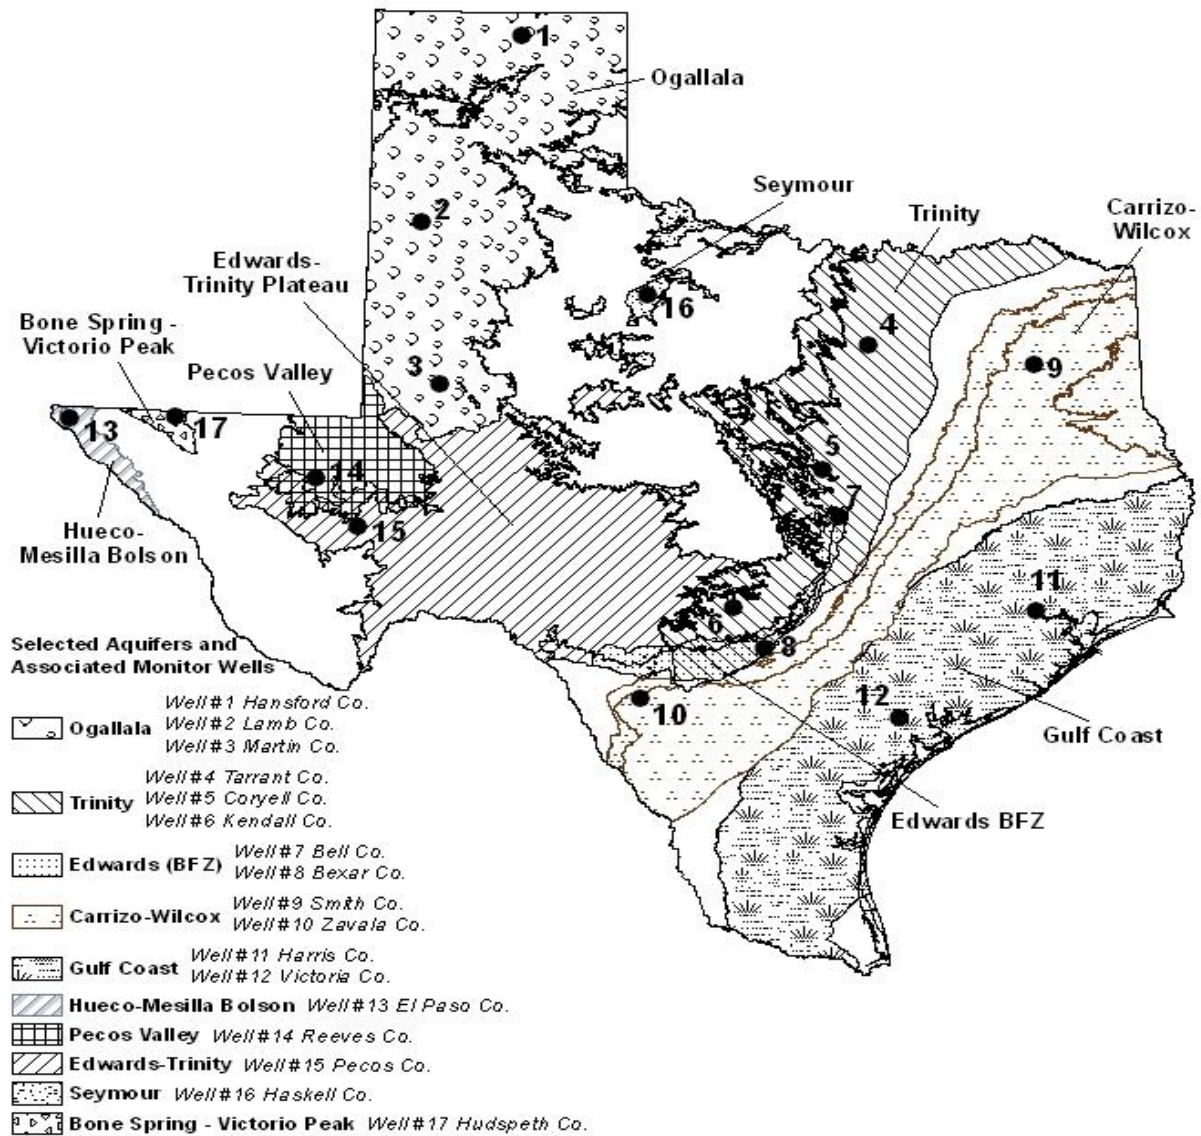 1
Ogallala
Seymour
Trinity
Carrizo-
Wilcox
2
Edwards-
Trinity Plateau
16
4
Bone Spring -
Victorio Peak
Pecos Valley
3
9
13
17
5
14
7
15
Hueco-
Mesilla Bolson
11
6
8
10
12
Gulf Coast
Edwards BFZ
Selected Aquifers and
Associated Monitor Wells
Ogallala
Well#1 Hansford Co.
Well#2 Lamb Co.
Well#3 Martin Co.
Trinity
Well#4 Tarrant Co.
Well#5 Coryell Co.
Well#6 Kendall Co.
Edwards (BFZ)
Well#7 Bell Co.
Well#8 Bexar Co.
Carrizo-Wilcox
Well#9 Smith Co.
Well#10 Zavala Co.
Gulf Coast
Well#11 Harris Co.
Well#12 Victoria Co.
Hueco-Mesilla Bolson Well#13 El Paso Co.
Pecos Valley Well#14 Reeves Co.
Edwards-Trinity Well#15 Pecos Co.
Seymour Well#16 Haskell Co.
Bone Spring - Victorio Peak Well#17 Hudspeth Co.